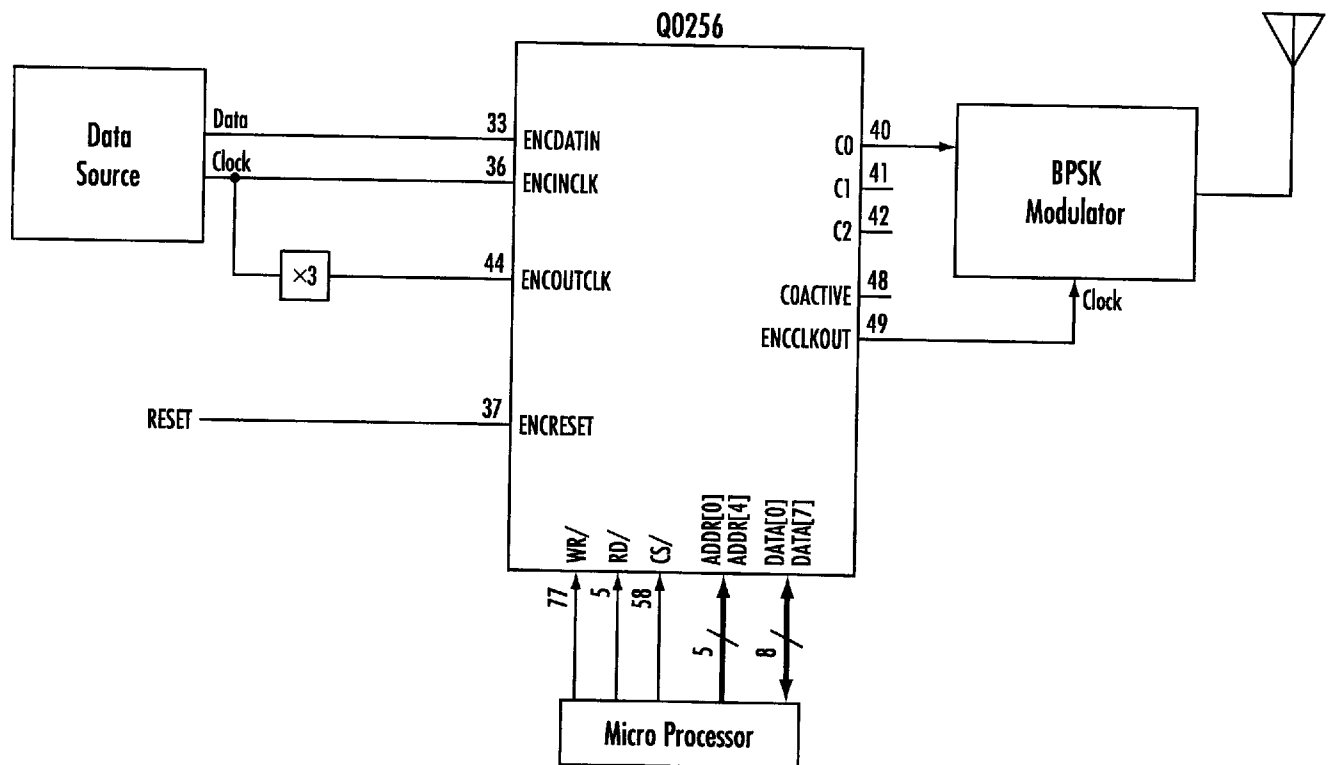 Q0256
Data
Source
Data
Clock
×3
33
36
44
37
RESET
ENCDATIN
ENCINCLK
ENCOUTCLK
ENCRESET
C0
C1
C2
COACTIVE
ENCCLKOUT
40
41
42
48
49
BPSK
Modulator
Clock
WR/
RD/
CS/
ADDR[0]
ADDR[4]
DATA[0]
DATA[7]
77
5
58
5
8
Micro Processor